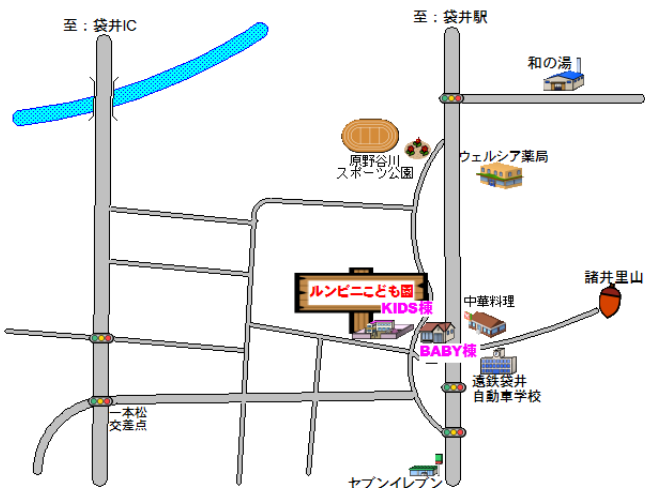 至：袋井IC
至：袋井駅
和の湯
原野谷川
スポーツ公園
ウェルシア薬局
諸井里山
ルンビニこども園
KIDS棟
中華料理
BABY棟
遠鉄袋井
自動車学校
一本松
交差点
セブンイレブン